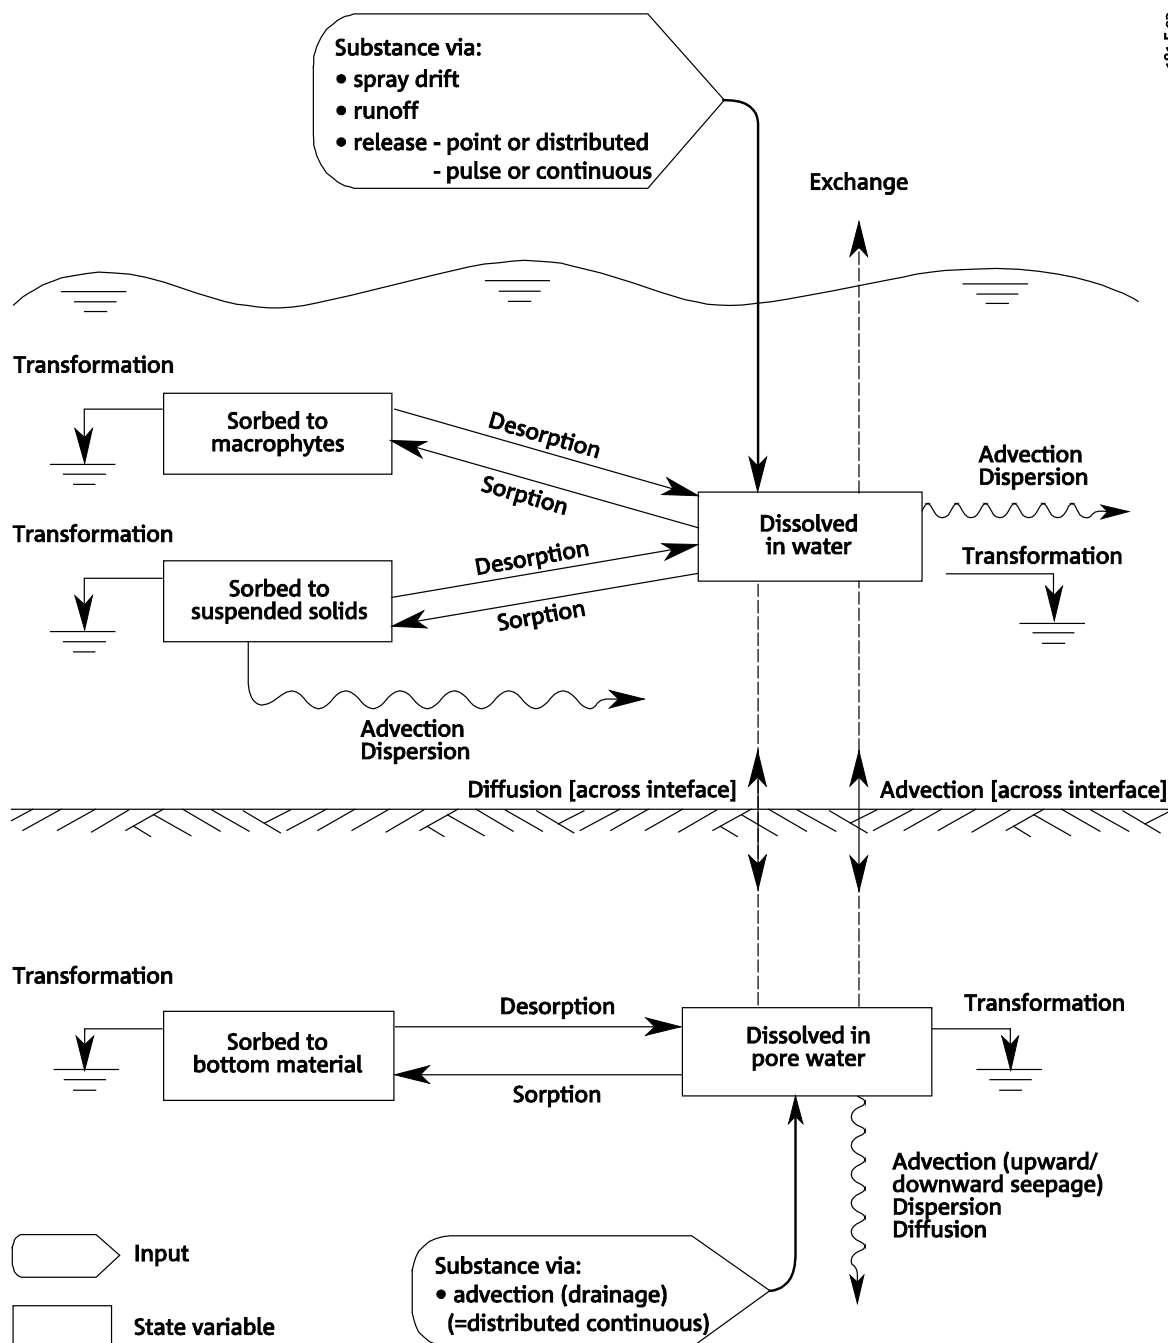 Substance via:
• spray drift
• runoff
• release - point or distributed
- pulse or continuous
Exchange
Transformation
Sorbed to
macrophytes
Desorption
Sorption
Advection
Dispersion
Dissolved
in water
Transformation
Sorbed to
suspended solids
Desorption
Sorption
Transformation
Advection
Dispersion
Diffusion [across inteface]
Advection [across interface]
Transformation
Sorbed to
bottom material
Desorption
Sorption
Dissolved in
pore water
Transformation
Advection (upward/
downward seepage)
Dispersion
Diffusion
Input
Substance via:
• advection (drainage)
(=distributed continuous)
State variable